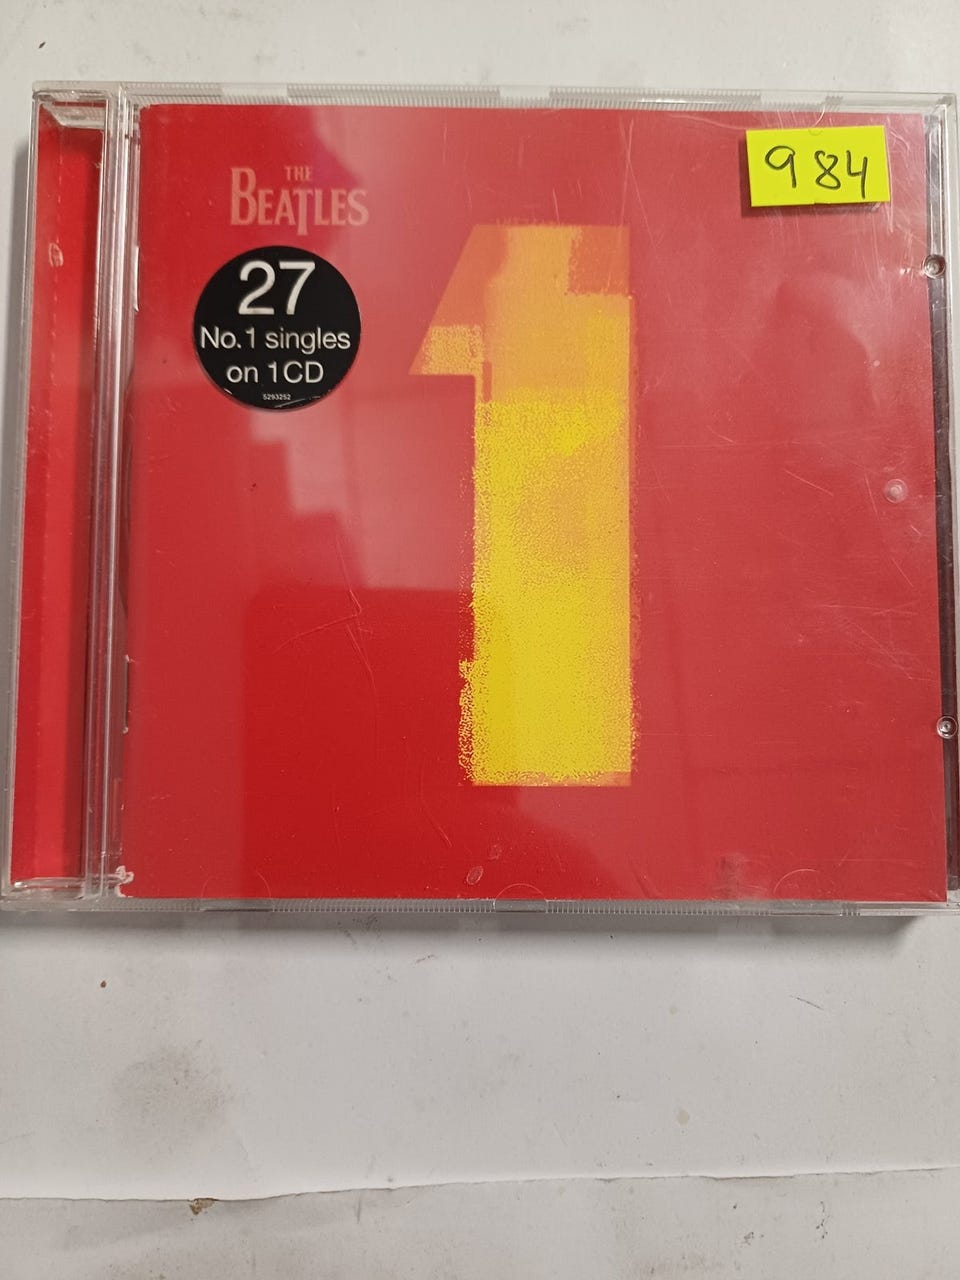 THE
BEATLES
984
27
No.1 singles
on 1CD
5293252
1